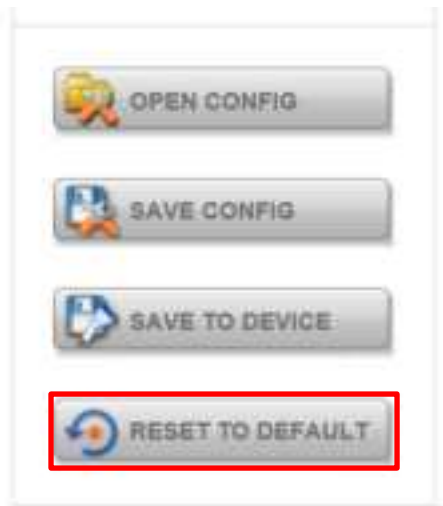 OPEN CONFIG
SAVE CONFIG
SAVE TO DEVICE
RESET TO DEFAULT